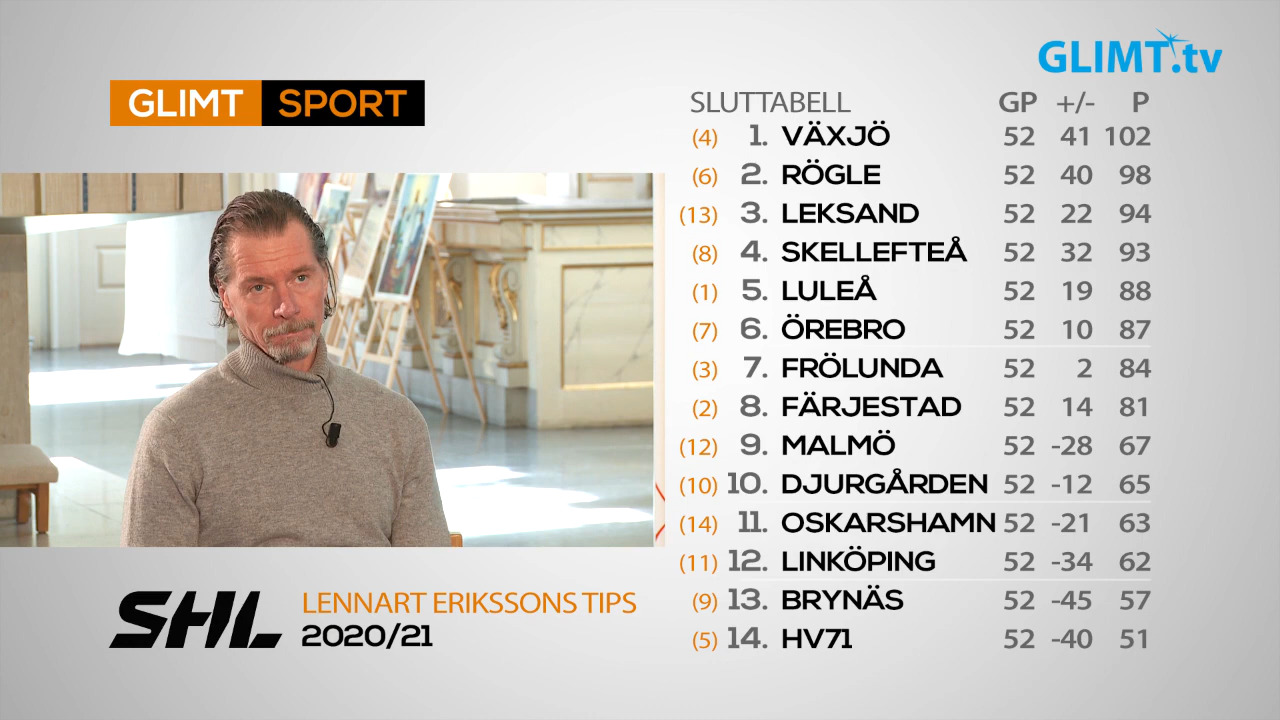 GLIMT.tv
GLIMT SPORT
SLUTTABELL GP +/- P
(4) 1. VÄXJÖ 52 41 102
(6) 2. RÖGLE 52 40 98
(13) 3. LEKSAND 52 22 94
(8) 4. SKELLEFTEÅ 52 32 93
(1) 5. LULEÅ 52 19 88
(7) 6. ÖREBRO 52 10 87
(3) 7. FRÖLUNDA 52 2 84
(2) 8. FÄRJESTAD 52 14 81
(12) 9. MALMÖ 52 -28 67
(10) 10. DJURGÅRDEN 52 -12 65
(14) 11. OSKARSHAMN 52 -21 63
(11) 12. LINKÖPING 52 -34 62
(9) 13. BRYNÄS 52 -45 57
(5) 14. HV71 52 -40 51
SHL
LENNART ERIKSSONS TIPS
2020/21